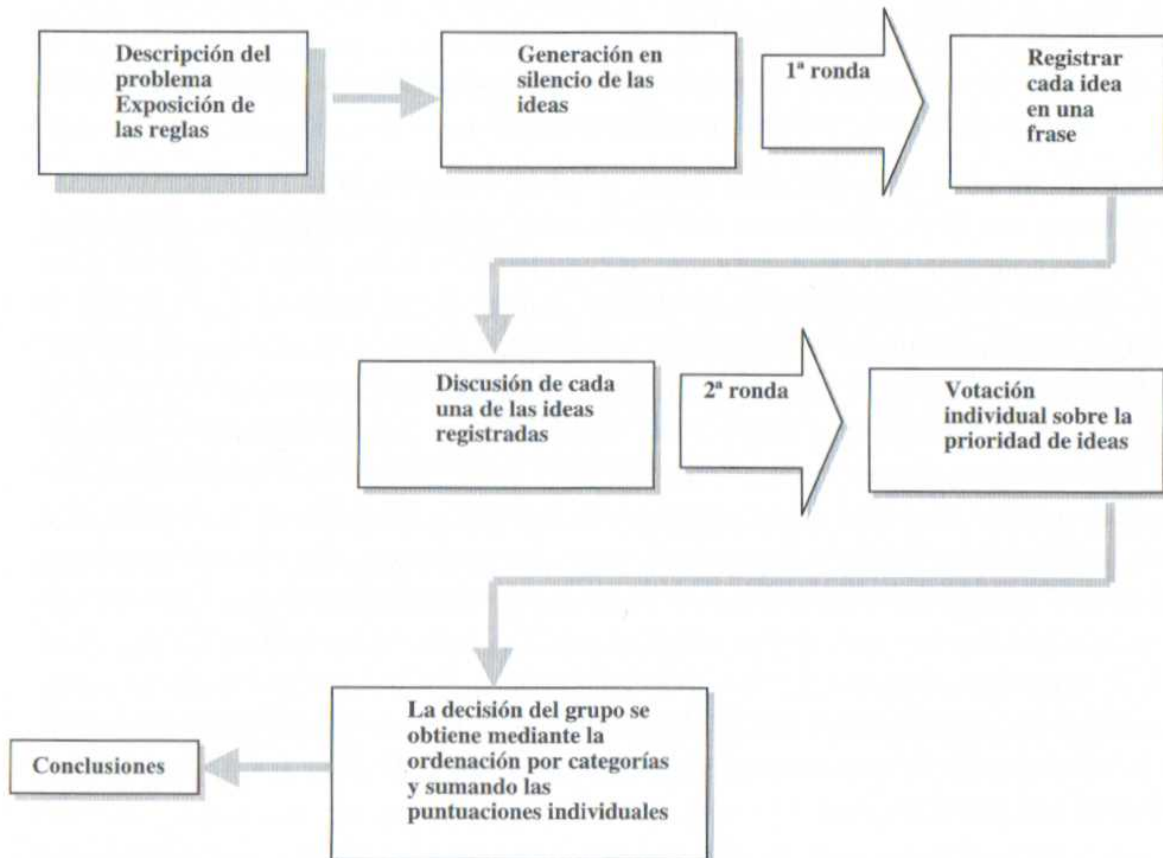 Descripción del
problema
Exposición de
las reglas
Generación en
silencio de las
ideas
1ª ronda
Registrar
cada idea
en una
frase
Discusión de cada
una de las ideas
registradas
2ª ronda
Votación
individual sobre la
prioridad de ideas
La decisión del grupo se
obtiene mediante la
ordenación por categorías
y sumando las
puntuaciones individuales
Conclusiones